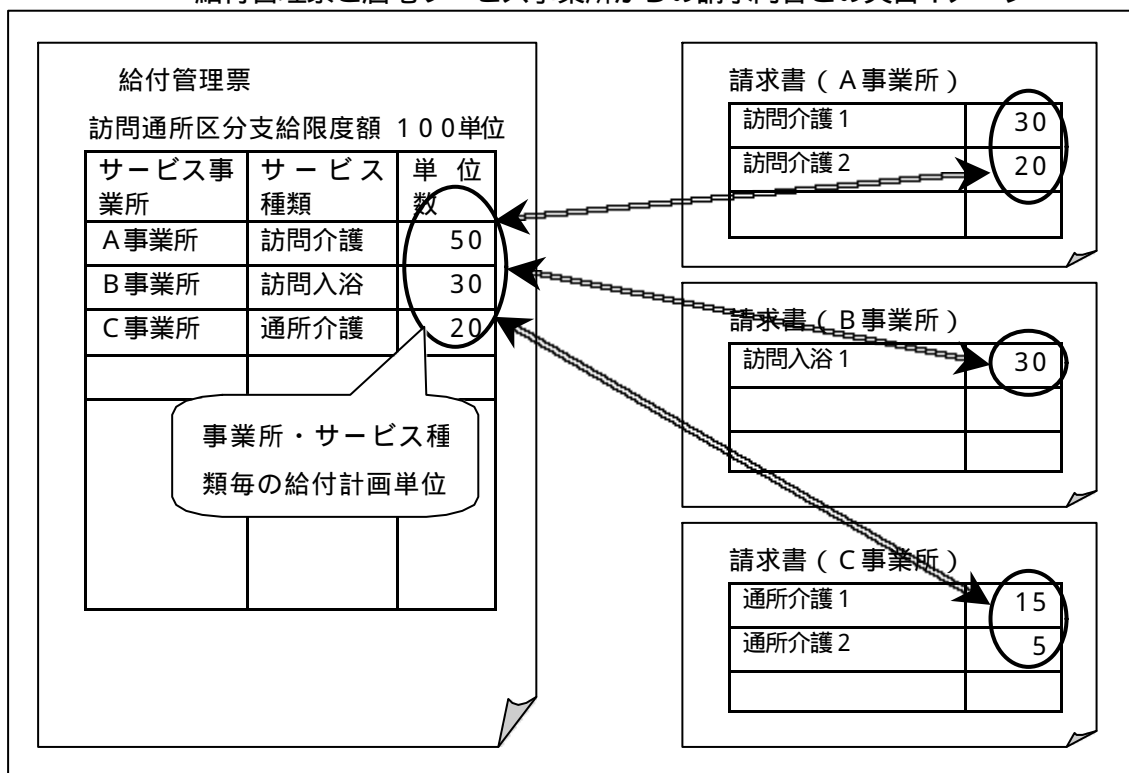 給付管理票
訪問通所区分支給限度額 100単位
サービス事業所 サービス種類 単位数
A事業所 訪問介護 50
B事業所 訪問入浴 30
C事業所 通所介護 20
事業所・サービス種
類毎の給付計画単位
請求書(A事業所)
訪問介護1 30
訪問介護2 20
請求書(B事業所)
訪問入浴1 30
請求書(C事業所)
通所介護1 15
通所介護2 5